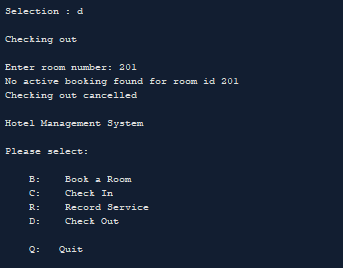 Selection : d
Checking out
Enter room number: 201
No active booking found for room id 201
Checking out cancelled
Hotel Management System
Please select:
B: Book a Room
C: Check In
R: Record Service
D: Check Out
Q: Quit